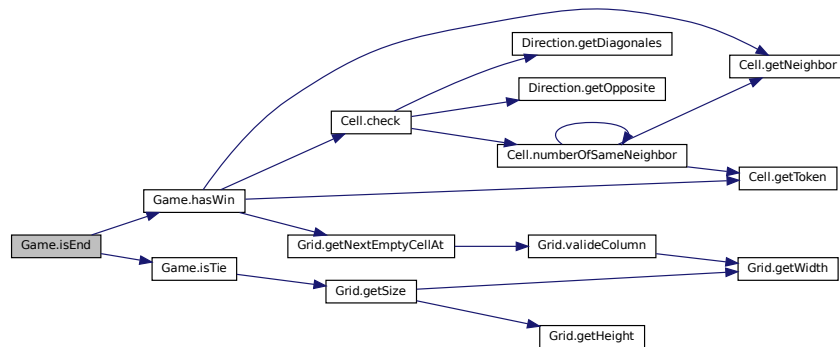 Direction.getDiagonales
Cell.getNeighbor
Direction.getOpposite
Cell.check
Cell.numberOfSameNeighbor
Cell.getToken
Game.hasWin
Game.isEnd
Grid.getNextEmptyCellAt
Grid.valideColumn
Game.isTie
Grid.getWidth
Grid.getSize
Grid.getHeight